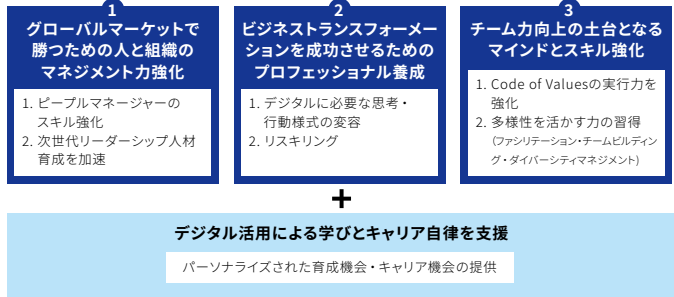 1
グローバルマーケットで
勝つための人と組織の
マネジメント力強化
1. ピープルマネージャーの
スキル強化
2. 次世代リーダーシップ人材
育成を加速
2
ビジネストランスフォーメー
ションを成功させるための
プロフェッショナル養成
1. デジタルに必要な思考・
行動様式の変容
2. リスキリング
3
チーム力向上の土台となる
マインドとスキル強化
1. Code of Valuesの実行力を
強化
2. 多様性を活かす力の習得
(ファシリテーション・チームビルディン
グ・ダイバーシティマネジメント)
+
デジタル活用による学びとキャリア自律を支援
パーソナライズされた育成機会・キャリア機会の提供